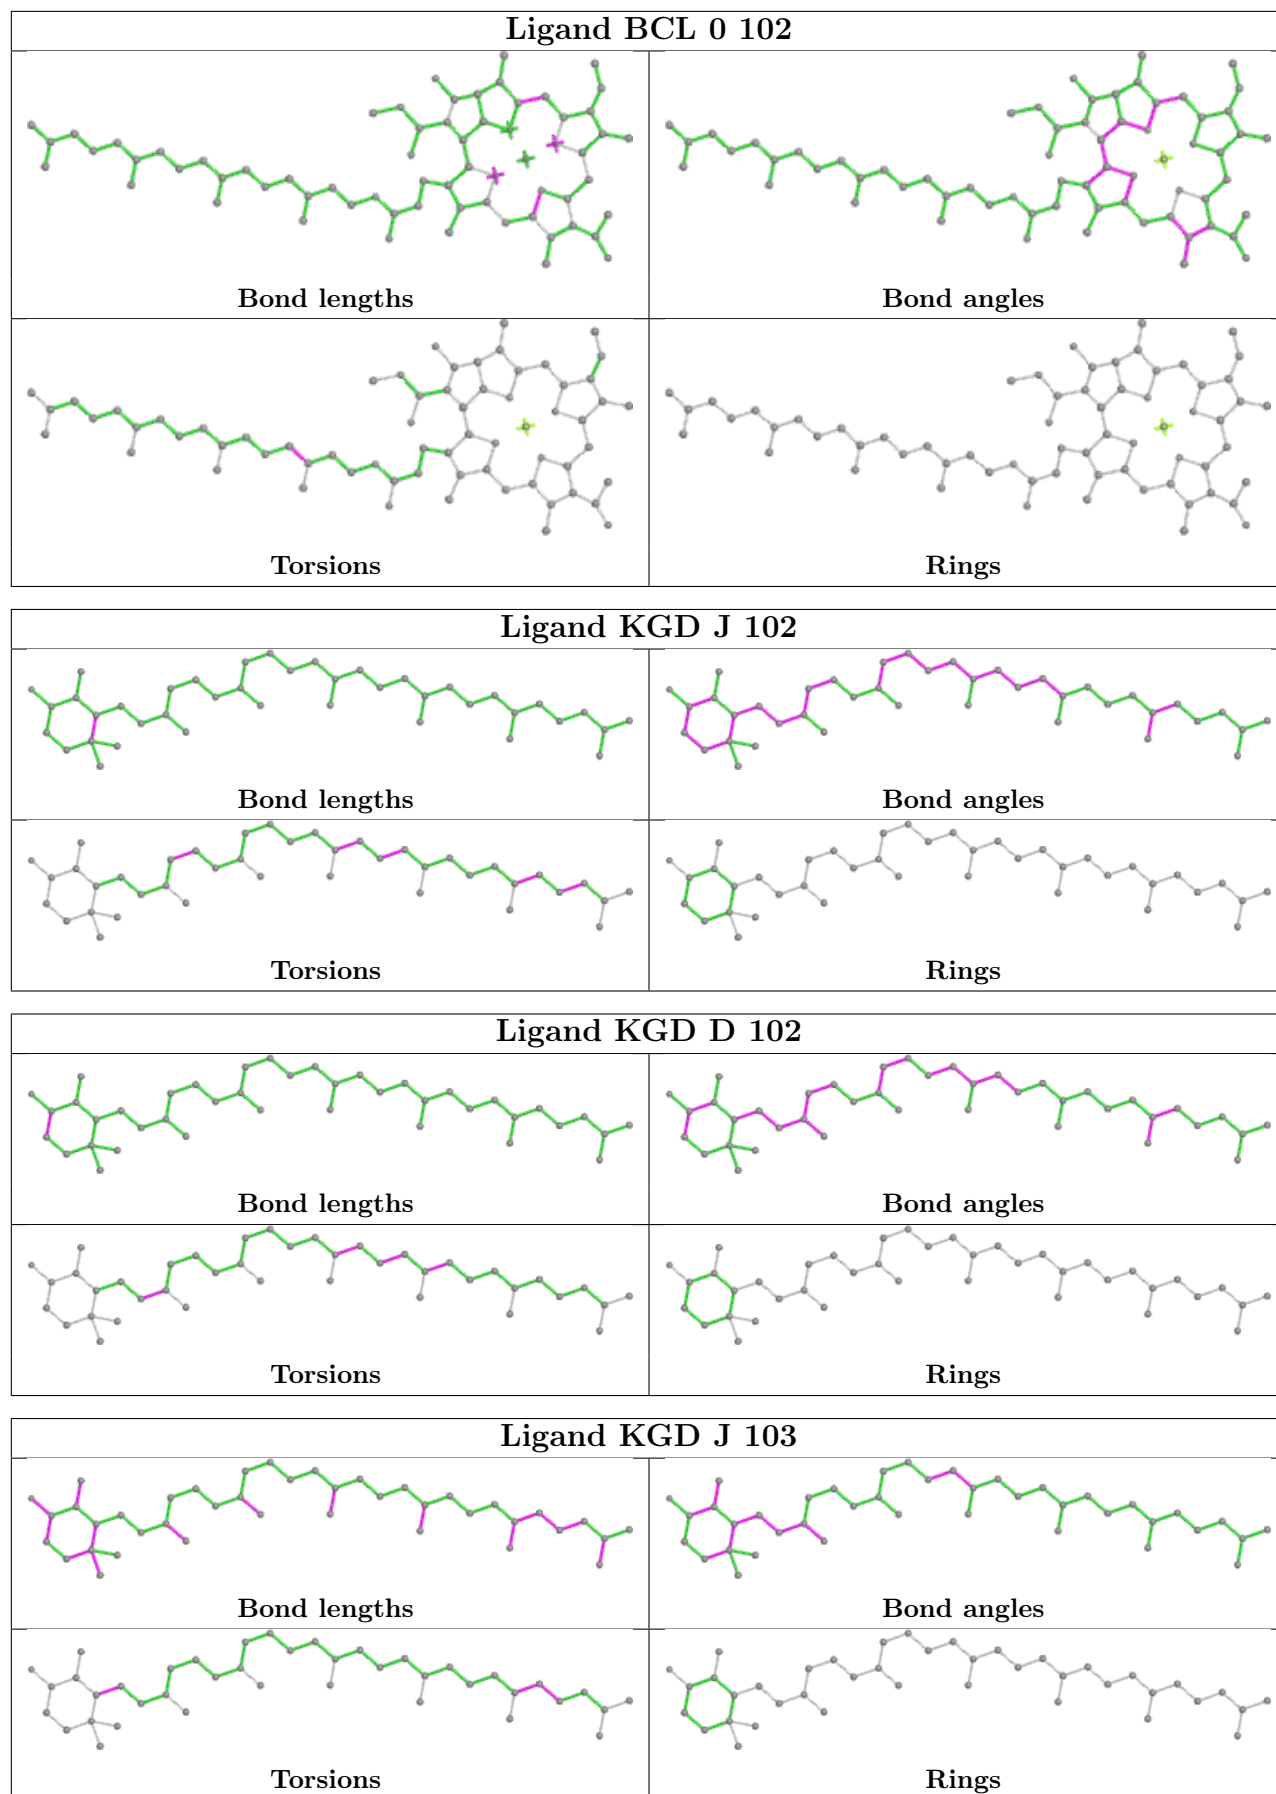 Ligand BCL 0 102
Bond lengths
Bond angles
Torsions
Rings
Ligand KGD J 102
Bond lengths
Bond angles
Torsions
Rings
Ligand KGD D 102
Bond lengths
Bond angles
Torsions
Rings
Ligand KGD J 103
Bond lengths
Bond angles
Torsions
Rings